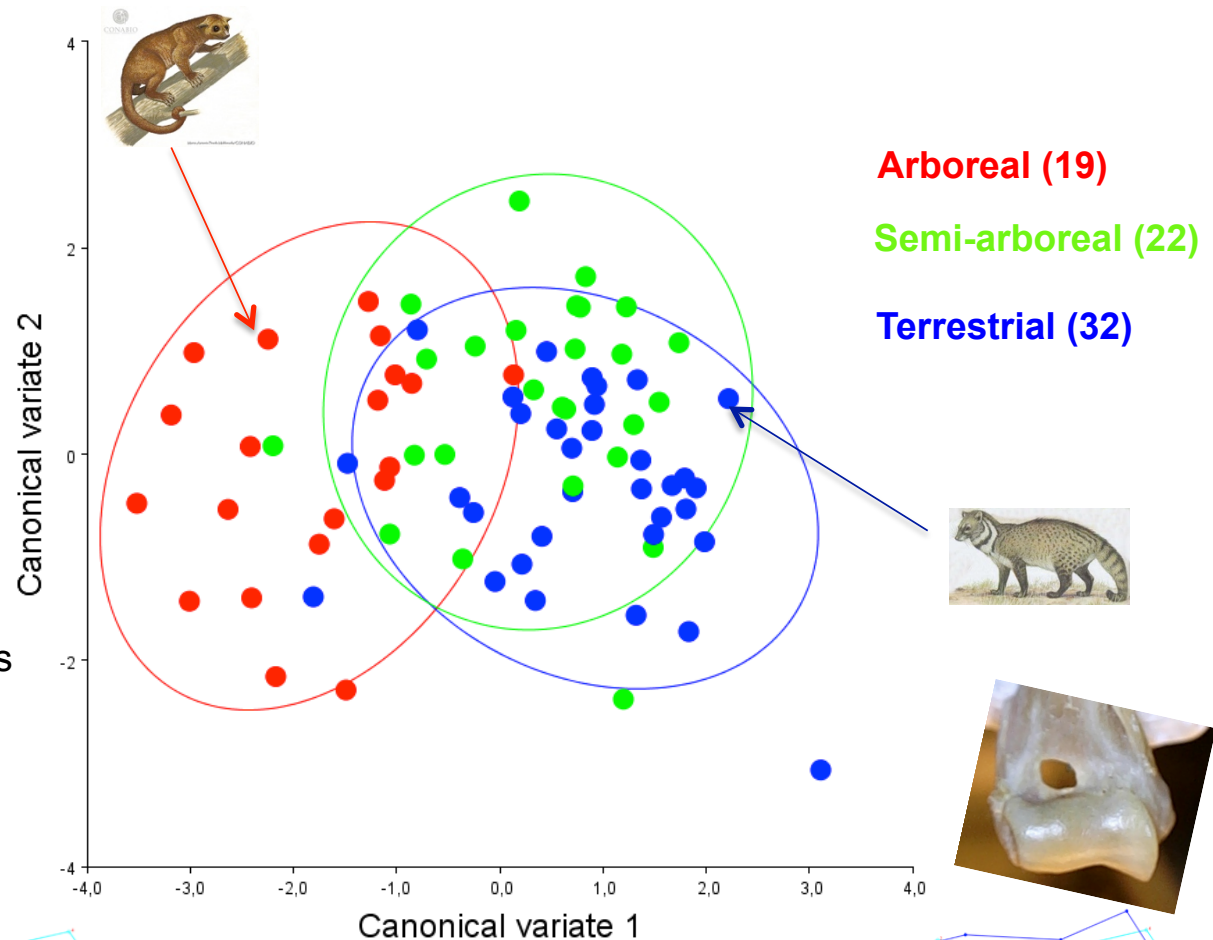 CONABIO
4
2
0
-2
-4
-4,0
-3,0
-2,0
-1,0
0,0
1,0
2,0
3,0
4,0
Canonical variate 2
Canonical variate 1
Arboreal (19)
Semi-arboreal (22)
Terrestrial (32)
s